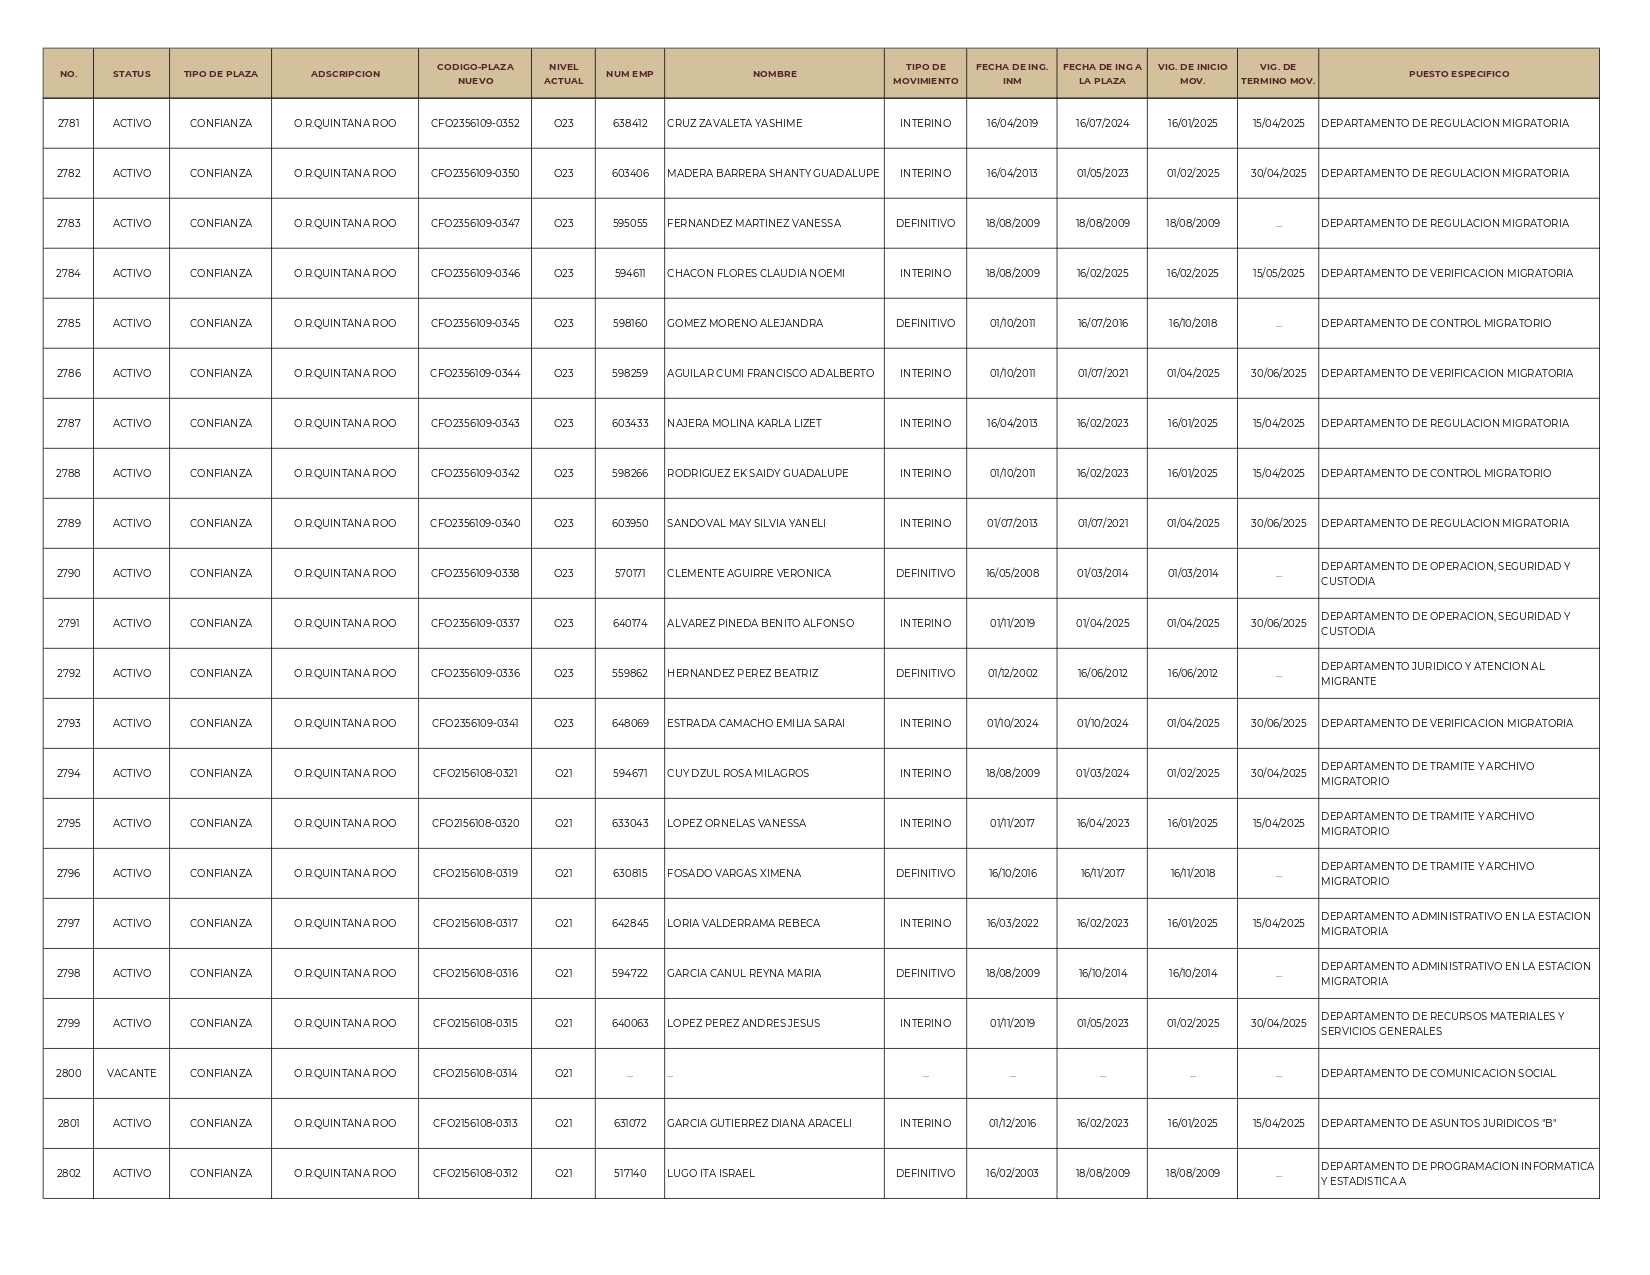 NO. STATUS TIPO DE PLAZA ADSCRIPCION CODIGO-PLAZA NUEVO NIVEL ACTUAL NUM EMP NOMBRE TIPO DE MOVIMIENTO FECHA DE ING. INM FECHA DE ING A LA PLAZA VIG. DE INICIO MOV. VIG. DE TERMINO MOV. PUESTO ESPECIFICO
2781 ACTIVO CONFIANZA O.R.QUINTANA ROO CFO2356109-0352 O23 638412 CRUZ ZAVALETA YASHIME INTERINO 16/04/2019 16/07/2024 16/01/2025 15/04/2025 DEPARTAMENTO DE REGULACION MIGRATORIA
2782 ACTIVO CONFIANZA O.R.QUINTANA ROO CFO2356109-0350 O23 603406 MADERA BARRERA SHANTY GUADALUPE INTERINO 16/04/2013 01/05/2023 01/02/2025 30/04/2025 DEPARTAMENTO DE REGULACION MIGRATORIA
2783 ACTIVO CONFIANZA O.R.QUINTANA ROO CFO2356109-0347 O23 595055 FERNANDEZ MARTINEZ VANESSA DEFINITIVO 18/08/2009 18/08/2009 18/08/2009 ... DEPARTAMENTO DE REGULACION MIGRATORIA
2784 ACTIVO CONFIANZA O.R.QUINTANA ROO CFO2356109-0346 O23 594611 CHACON FLORES CLAUDIA NOEMI INTERINO 18/08/2009 16/02/2025 16/02/2025 15/05/2025 DEPARTAMENTO DE VERIFICACION MIGRATORIA
2785 ACTIVO CONFIANZA O.R.QUINTANA ROO CFO2356109-0345 O23 598160 GOMEZ MORENO ALEJANDRA DEFINITIVO 01/10/2011 16/07/2016 16/10/2018 ... DEPARTAMENTO DE CONTROL MIGRATORIO
2786 ACTIVO CONFIANZA O.R.QUINTANA ROO CFO2356109-0344 O23 598259 AGUILAR CUMI FRANCISCO ADALBERTO INTERINO 01/10/2011 01/07/2021 01/04/2025 30/06/2025 DEPARTAMENTO DE VERIFICACION MIGRATORIA
2787 ACTIVO CONFIANZA O.R.QUINTANA ROO CFO2356109-0343 O23 603433 NAJERA MOLINA KARLA LIZET INTERINO 16/04/2013 16/02/2023 16/01/2025 15/04/2025 DEPARTAMENTO DE REGULACION MIGRATORIA
2788 ACTIVO CONFIANZA O.R.QUINTANA ROO CFO2356109-0342 O23 598266 RODRIGUEZ EK SAIDY GUADALUPE INTERINO 01/10/2011 16/02/2023 16/01/2025 15/04/2025 DEPARTAMENTO DE CONTROL MIGRATORIO
2789 ACTIVO CONFIANZA O.R.QUINTANA ROO CFO2356109-0340 O23 603950 SANDOVAL MAY SILVIA YANELI INTERINO 01/07/2013 01/07/2021 01/04/2025 30/06/2025 DEPARTAMENTO DE REGULACION MIGRATORIA
2790 ACTIVO CONFIANZA O.R.QUINTANA ROO CFO2356109-0338 O23 570171 CLEMENTE AGUIRRE VERONICA DEFINITIVO 16/05/2008 01/03/2014 01/03/2014 ... DEPARTAMENTO DE OPERACION, SEGURIDAD Y CUSTODIA
2791 ACTIVO CONFIANZA O.R.QUINTANA ROO CFO2356109-0337 O23 640174 ALVAREZ PINEDA BENITO ALFONSO INTERINO 01/11/2019 01/04/2025 01/04/2025 30/06/2025 DEPARTAMENTO DE OPERACION, SEGURIDAD Y CUSTODIA
2792 ACTIVO CONFIANZA O.R.QUINTANA ROO CFO2356109-0336 O23 559862 HERNANDEZ PEREZ BEATRIZ DEFINITIVO 01/12/2002 16/06/2012 16/06/2012 ... DEPARTAMENTO JURIDICO Y ATENCION AL MIGRANTE
2793 ACTIVO CONFIANZA O.R.QUINTANA ROO CFO2356109-0341 O23 648069 ESTRADA CAMACHO EMILIA SARAI INTERINO 01/10/2024 01/10/2024 01/04/2025 30/06/2025 DEPARTAMENTO DE VERIFICACION MIGRATORIA
2794 ACTIVO CONFIANZA O.R.QUINTANA ROO CFO2156108-0321 O21 594671 CUY DZUL ROSA MILAGROS INTERINO 18/08/2009 01/03/2024 01/02/2025 30/04/2025 DEPARTAMENTO DE TRAMITE Y ARCHIVO MIGRATORIO
2795 ACTIVO CONFIANZA O.R.QUINTANA ROO CFO2156108-0320 O21 633043 LOPEZ ORNELAS VANESSA INTERINO 01/11/2017 16/04/2023 16/01/2025 15/04/2025 DEPARTAMENTO DE TRAMITE Y ARCHIVO MIGRATORIO
2796 ACTIVO CONFIANZA O.R.QUINTANA ROO CFO2156108-0319 O21 630815 FOSADO VARGAS XIMENA DEFINITIVO 16/10/2016 16/11/2017 16/11/2018 ... DEPARTAMENTO DE TRAMITE Y ARCHIVO MIGRATORIO
2797 ACTIVO CONFIANZA O.R.QUINTANA ROO CFO2156108-0317 O21 642845 LORIA VALDERRAMA REBECA INTERINO 16/03/2022 16/02/2023 16/01/2025 15/04/2025 DEPARTAMENTO ADMINISTRATIVO EN LA ESTACION MIGRATORIA
2798 ACTIVO CONFIANZA O.R.QUINTANA ROO CFO2156108-0316 O21 594722 GARCIA CANUL REYNA MARIA DEFINITIVO 18/08/2009 16/10/2014 16/10/2014 ... DEPARTAMENTO ADMINISTRATIVO EN LA ESTACION MIGRATORIA
2799 ACTIVO CONFIANZA O.R.QUINTANA ROO CFO2156108-0315 O21 640063 LOPEZ PEREZ ANDRES JESUS INTERINO 01/11/2019 01/05/2023 01/02/2025 30/04/2025 DEPARTAMENTO DE RECURSOS MATERIALES Y SERVICIOS GENERALES
2800 VACANTE CONFIANZA O.R.QUINTANA ROO CFO2156108-0314 O21 ... ... ... ... ... ... ... DEPARTAMENTO DE COMUNICACION SOCIAL
2801 ACTIVO CONFIANZA O.R.QUINTANA ROO CFO2156108-0313 O21 631072 GARCIA GUTIERREZ DIANA ARACELI INTERINO 01/12/2016 16/02/2023 16/01/2025 15/04/2025 DEPARTAMENTO DE ASUNTOS JURIDICOS "B"
2802 ACTIVO CONFIANZA O.R.QUINTANA ROO CFO2156108-0312 O21 517140 LUGO ITA ISRAEL DEFINITIVO 16/02/2003 18/08/2009 18/08/2009 ... DEPARTAMENTO DE PROGRAMACION INFORMATICA Y ESTADISTICA A